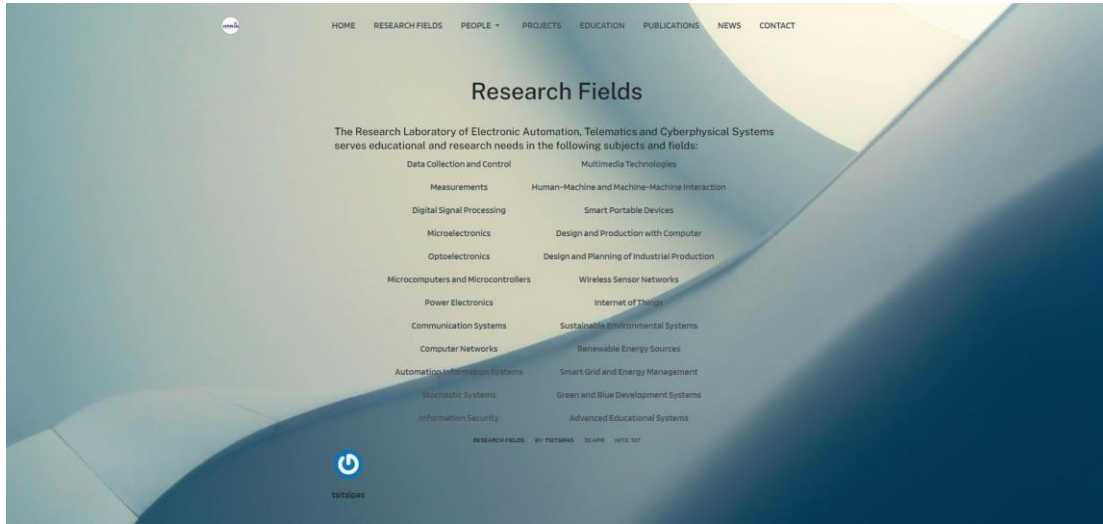 HOME RESEARCH FIELDS PEOPLE PROJECTS EDUCATION PUBLICATIONS NEWS CONTACT
Research Fields
The Research Laboratory of Electronic Automation, Telematics and Cyberphysical Systems
serves educational and research needs in the following subjects and fields:
Data Collection and Control Multimedia Technologies
Measurements Human-Machine and Machine-Machine Interaction
Digital Signal Processing Smart Portable Devices
Microelectronics Design and Production with Computer
Optoelectronics Design and Planning of Industrial Production
Microcomputers and Microcontrollers Wireless Sensor Networks
Power Electronics Internet of Things
Communication Systems Sustainable Environmental Systems
Computer Networks Renewable Energy Sources
Automation Information Systems Smart Grid and Energy Management
Stochastic Systems Green and Blue Development Systems
Information Security Advanced Educational Systems
RESEARCH FIELDS BY TSITSIPAS 30.APR HITS: 107
tsitsipas